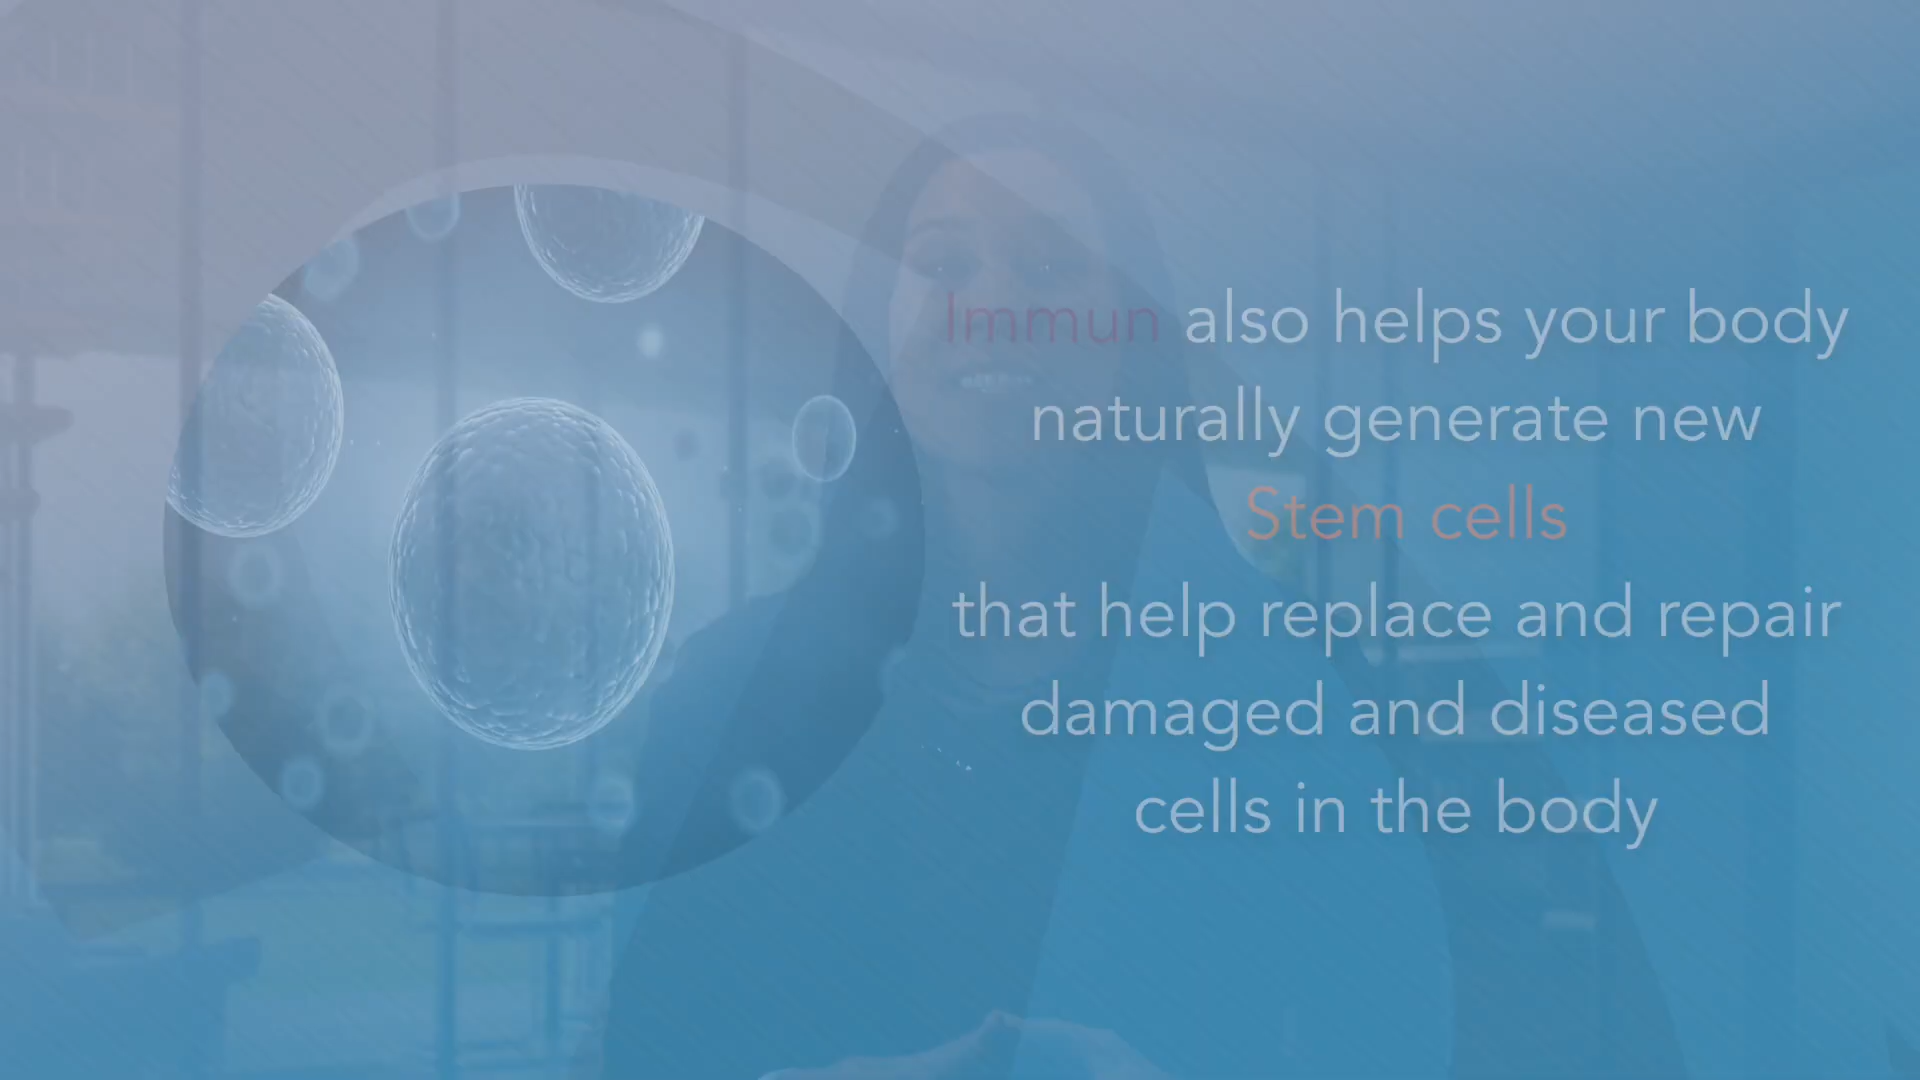 Immun also helps your body
naturally generate new
Stem cells
that help replace and repair
damaged and diseased
cells in the body